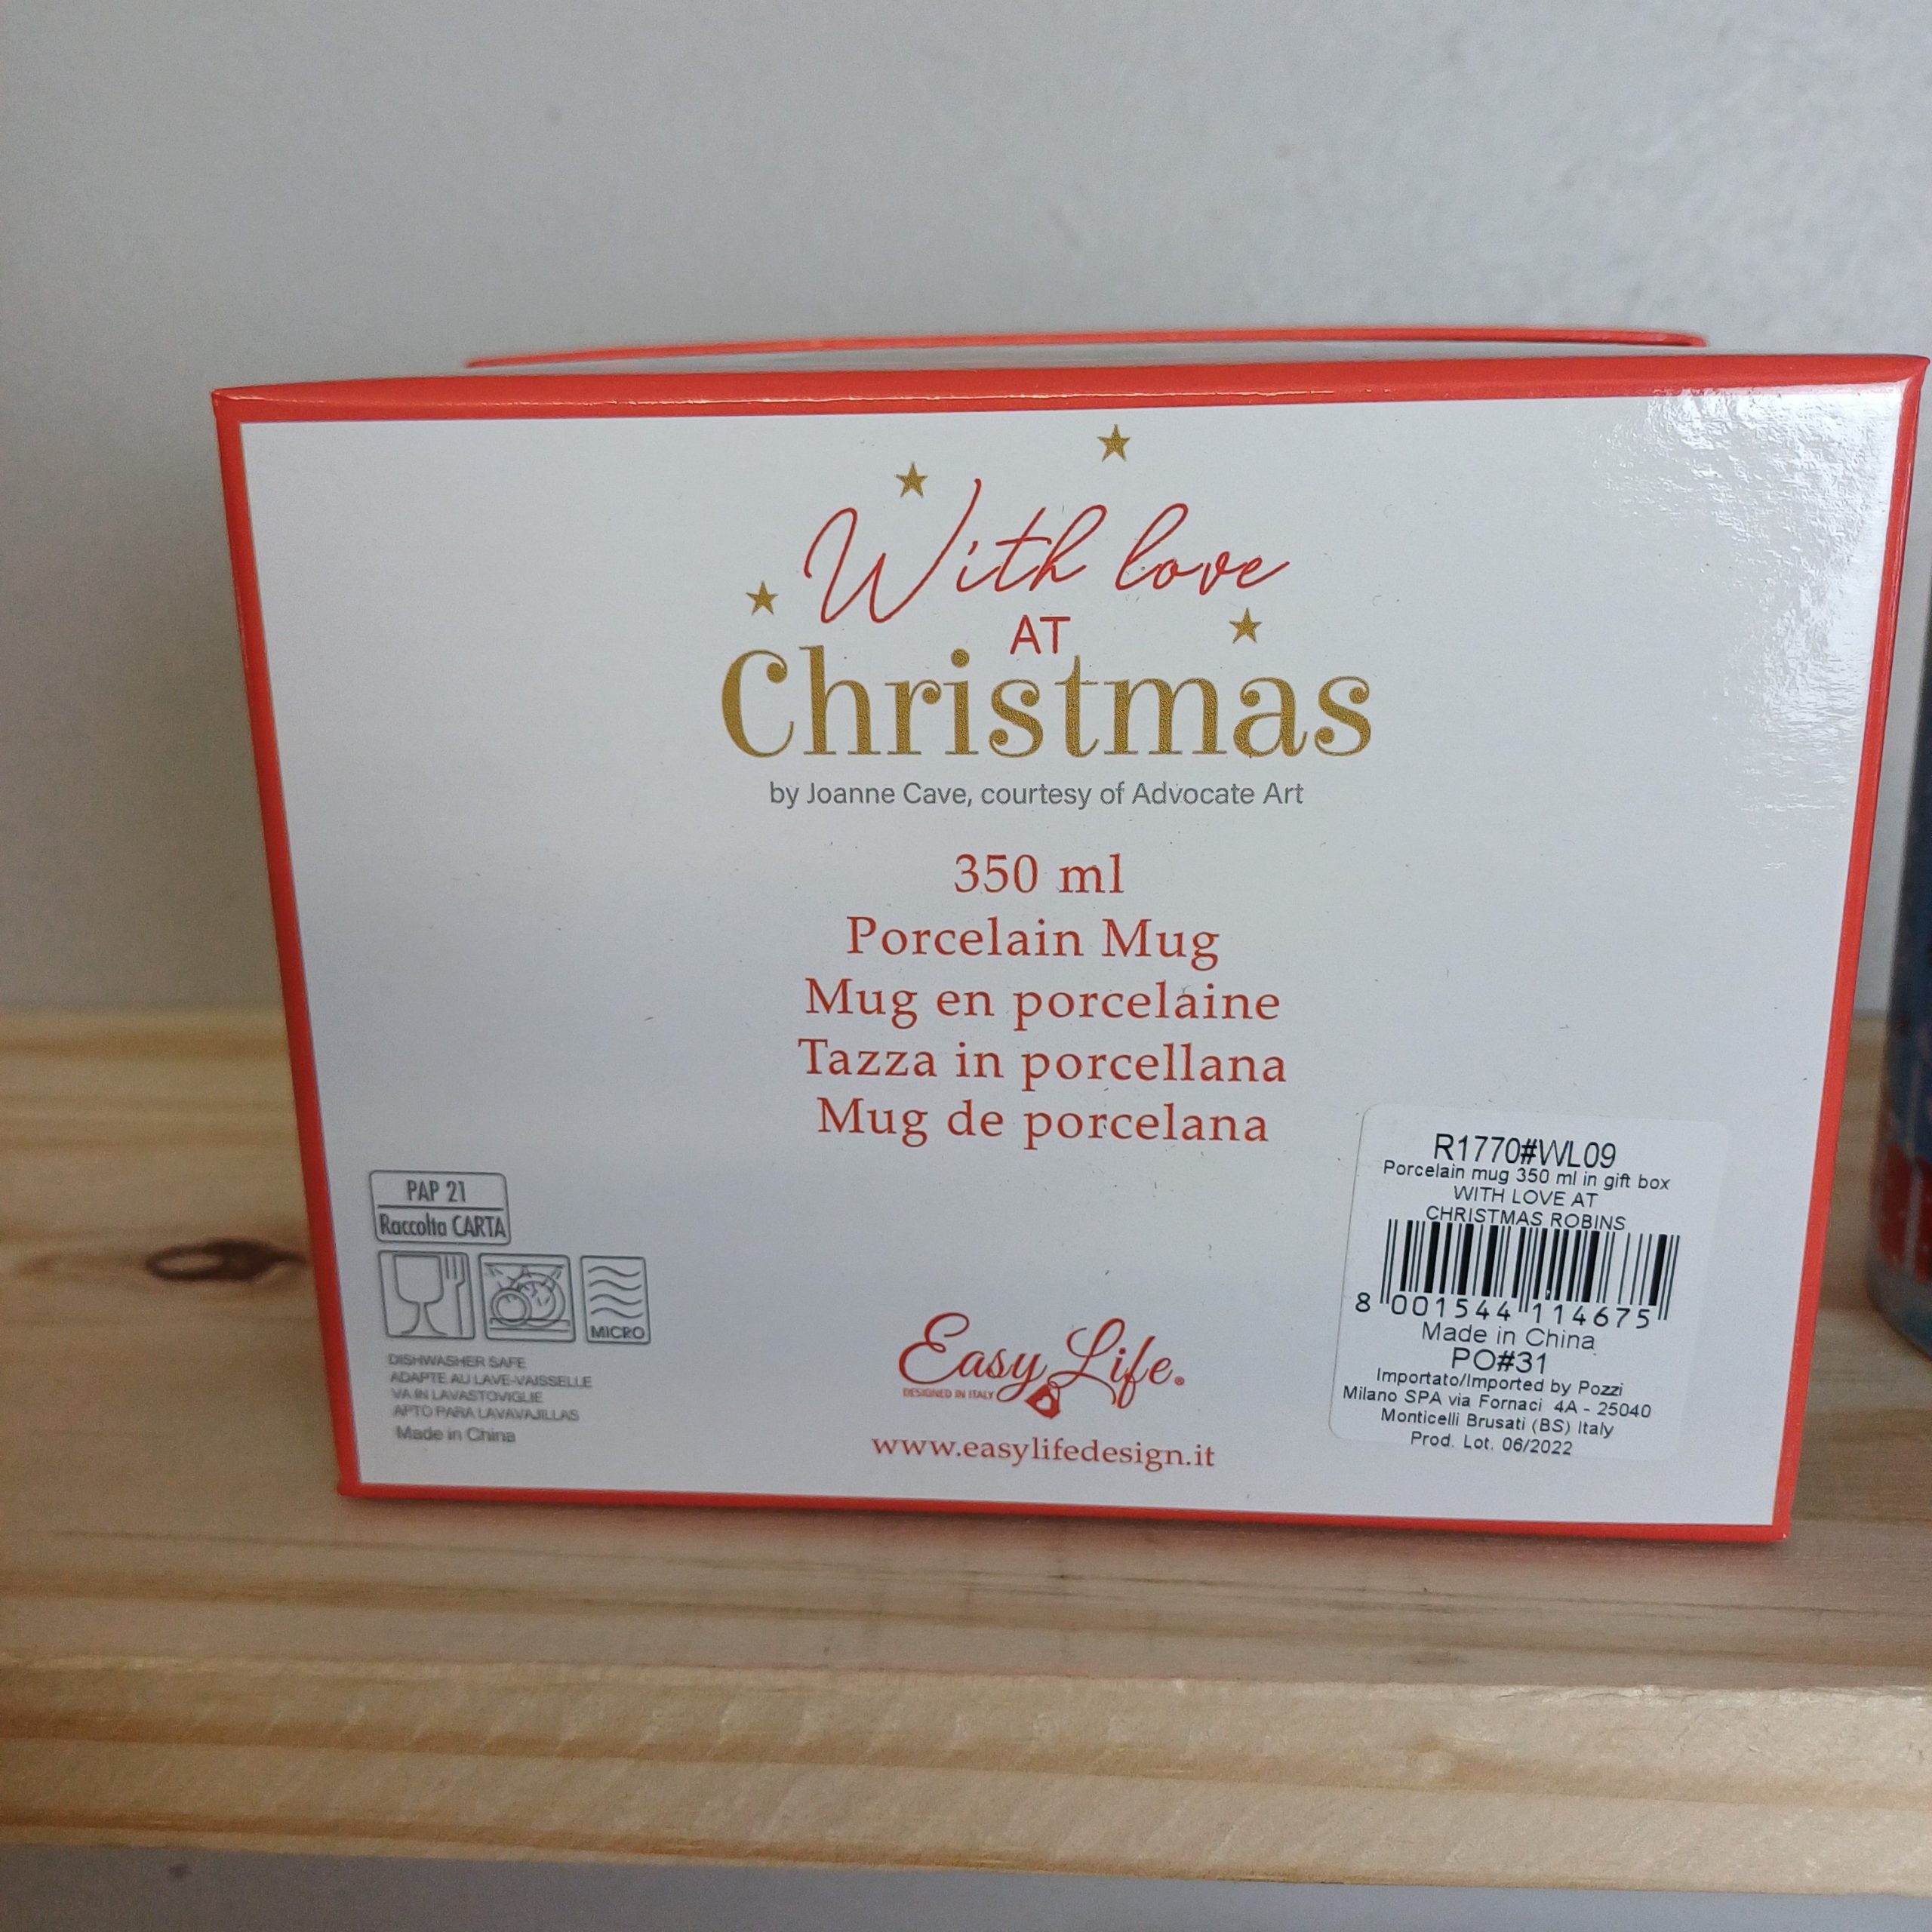 With love
AT
Christmas
by Joanne Cave, courtesy of Advocate Art
350 ml
Porcelain Mug
Mug en porcelaine
Tazza in porcellana
Mug de porcelana
PAP 21
Raccolta CARTA
MICRO
DISHWASHER SAFE
ADAPTE AU LAVE-VAISSELLE
VA IN LAVASTOVIGLIE
APTO PARA LAVAVAJILLAS
Made in China
Easy Life®
DESIGNED IN ITALY
www.easylifedesign.it
R1770#WL09
Porcelain mug 350 ml in gift box
WITH LOVE AT
CHRISTMAS ROBINS
8 001544 114675
Made in China
PO#31
Importato/Imported by Pozzi
Milano SPA via Fornaci 4A - 25040
Monticelli Brusati (BS) Italy
Prod. Lot. 06/2022